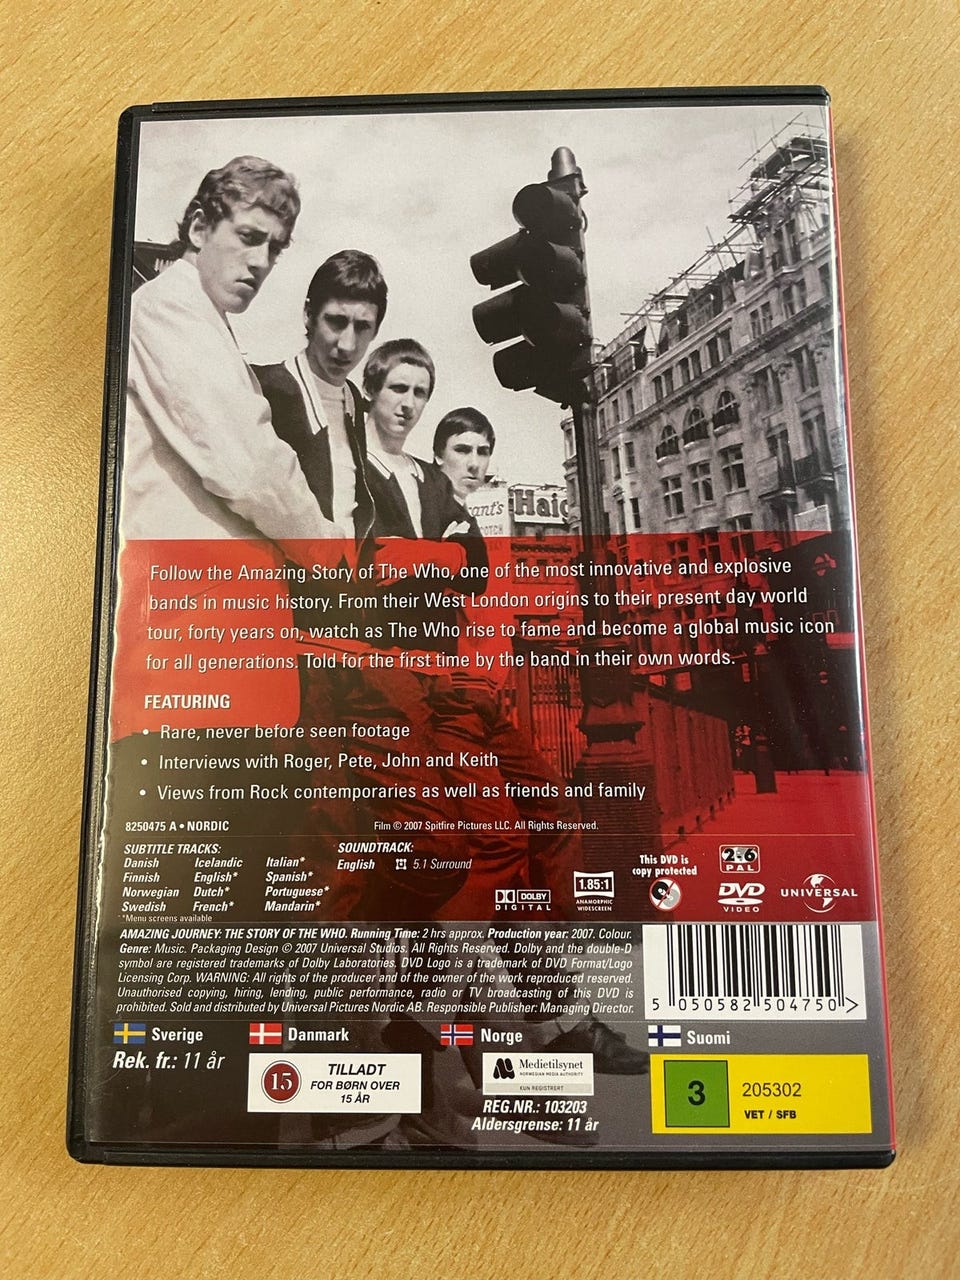 ant's
Haig
SCOTCH
Follow the Amazing Story of The Who, one of the most innovative and explosive
bands in music history. From their West London origins to their present day world
tour, forty years on, watch as The Who rise to fame and become a global music icon
for all generations. Told for the first time by the band in their own words.
FEATURING
• Rare, never before seen footage
• Interviews with Roger, Pete, John and Keith
• Views from Rock contemporaries as well as friends and family
8250475 A • NORDIC
Film © 2007 Spitfire Pictures LLC. All Rights Reserved.
SUBTITLE TRACKS:
Danish Icelandic Italian*
Finnish English* Spanish*
Norwegian Dutch* Portuguese*
Swedish French* Mandarin*
*Menu screens available
SOUNDTRACK:
English 5.1 Surround
DOLBY
DIGITAL
1.85:1
ANAMORPHIC
WIDESCREEN
This DVD is
copy protected
2-6
PAL
DVD
VIDEO
UNIVERSAL
AMAZING JOURNEY: THE STORY OF THE WHO. Running Time: 2 hrs approx. Production year: 2007. Colour.
Genre: Music. Packaging Design © 2007 Universal Studios. All Rights Reserved. Dolby and the double-D
symbol are registered trademarks of Dolby Laboratories. DVD Logo is a trademark of DVD Format/Logo
Licensing Corp. WARNING: All rights of the producer and of the owner of the work reproduced reserved.
Unauthorised copying, hiring, lending, public performance, radio or TV broadcasting of this DVD is
prohibited. Sold and distributed by Universal Pictures Nordic AB. Responsible Publisher: Managing Director.
5 050582 504750 >
Sverige
Rek. fr.: 11 år
Danmark
15
TILLADT
FOR BØRN OVER
15 ÅR
Norge
Medietilsynet
NORWEGIAN MEDIA AUTHORITY
KUN REGISTRERT
REG.NR.: 103203
Aldersgrense: 11 år
Suomi
3
205302
VET / SFB